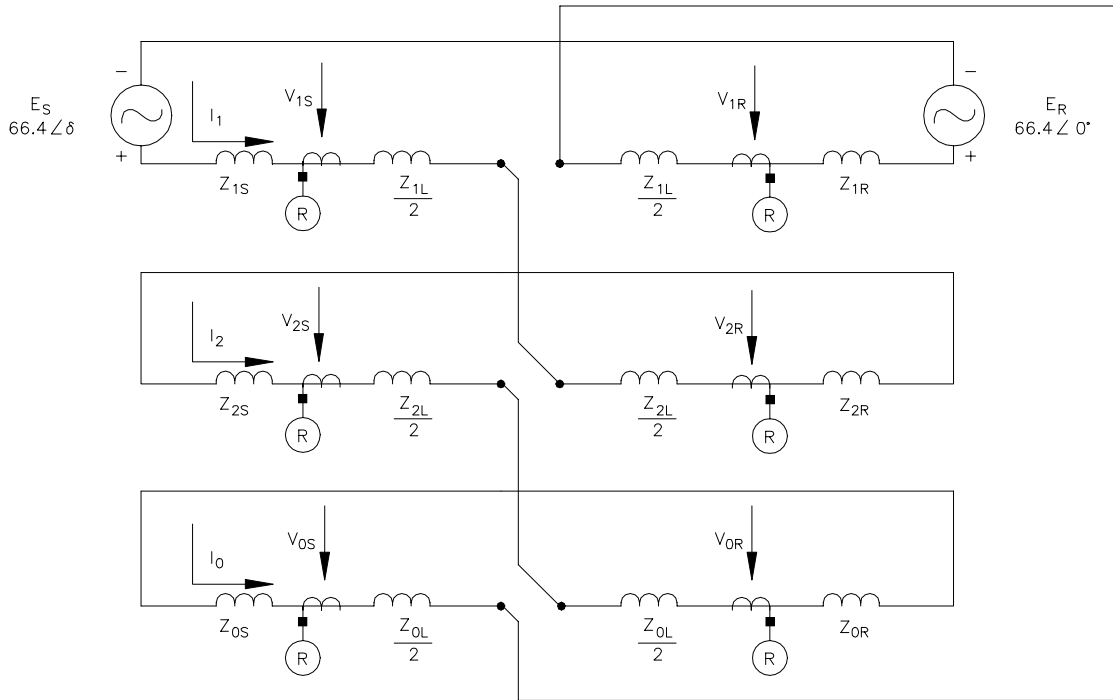 E_S
66.4∠δ
−
+
I_1
V_1S
V_1R
−
+
E_R
66.4∠0°
Z_1S
R
Z_1L
2
Z_1L
2
R
Z_1R
I_2
V_2S
V_2R
Z_2S
R
Z_2L
2
Z_2L
2
R
Z_2R
I_0
V_0S
V_0R
Z_0S
R
Z_0L
2
Z_0L
2
R
Z_0R